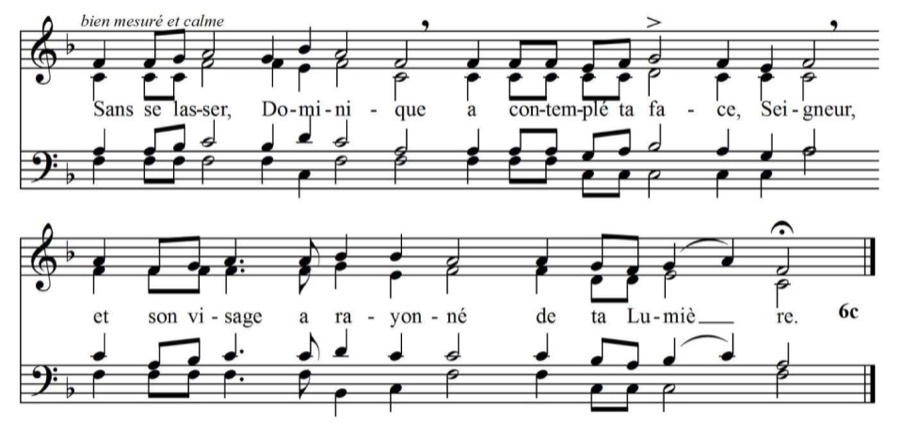 bien mesuré et calme
Sans se las-ser, Do-mi-ni-que a con-tem-plé ta fa-ce, Sei-gneur,
et son vi-sage a ra-yon-né de ta Lu-miè___ re. 6c